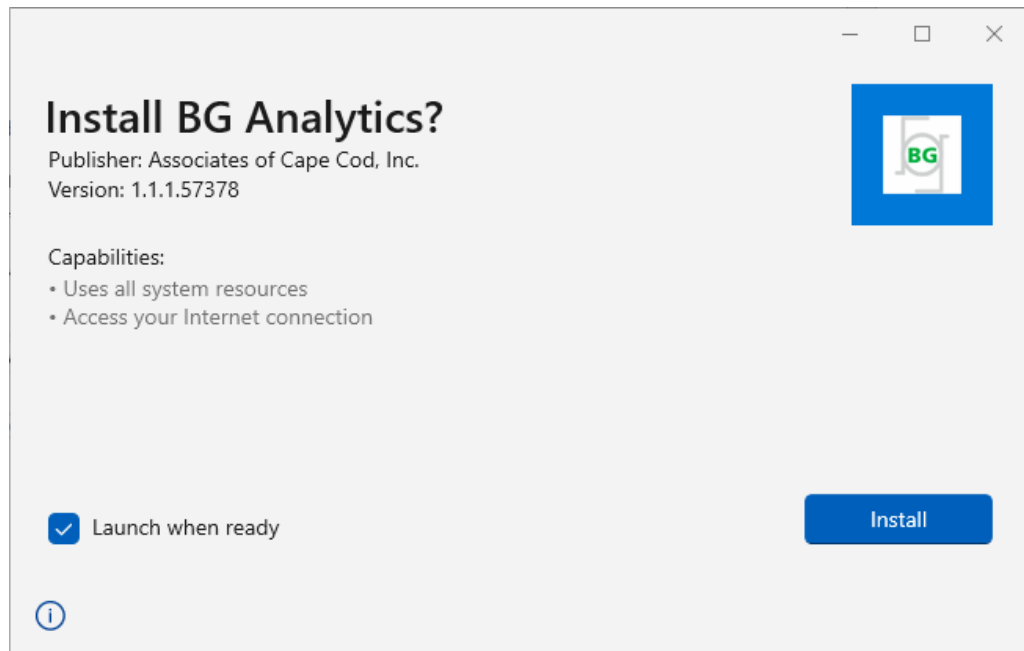 Install BG Analytics?
Publisher: Associates of Cape Cod, Inc.
Version: 1.1.1.57378
BG
Capabilities:
• Uses all system resources
• Access your Internet connection
Launch when ready
Install